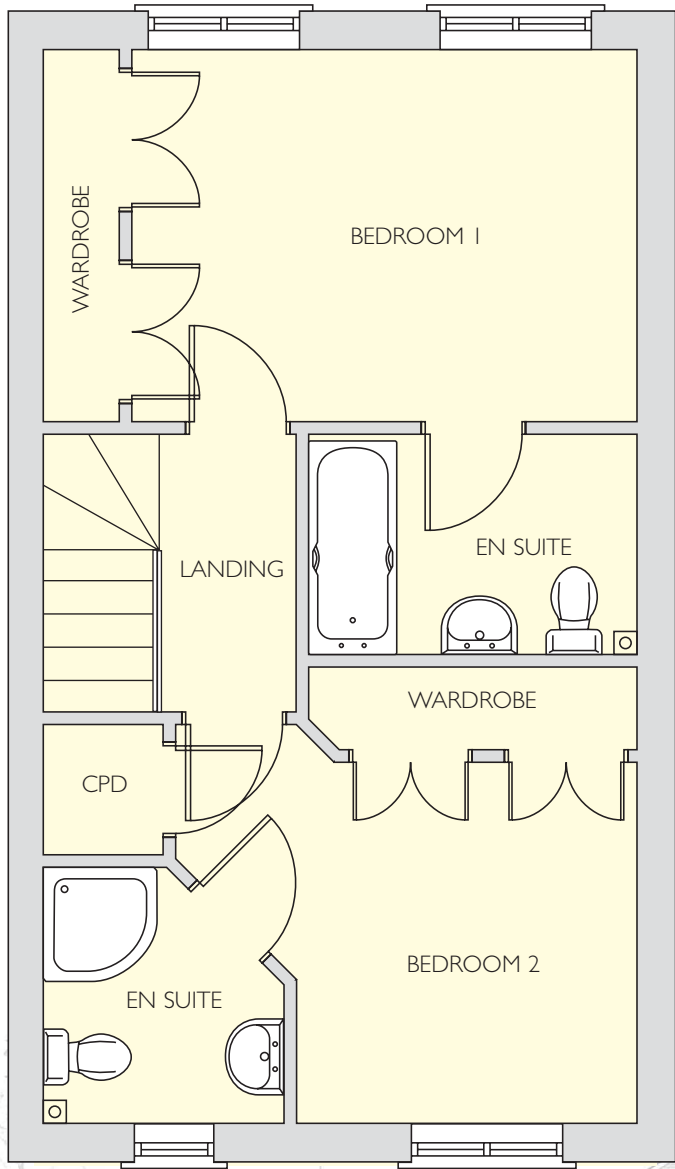 WARDROBE
BEDROOM 1
LANDING
EN SUITE
WARDROBE
CPD
BEDROOM 2
EN SUITE